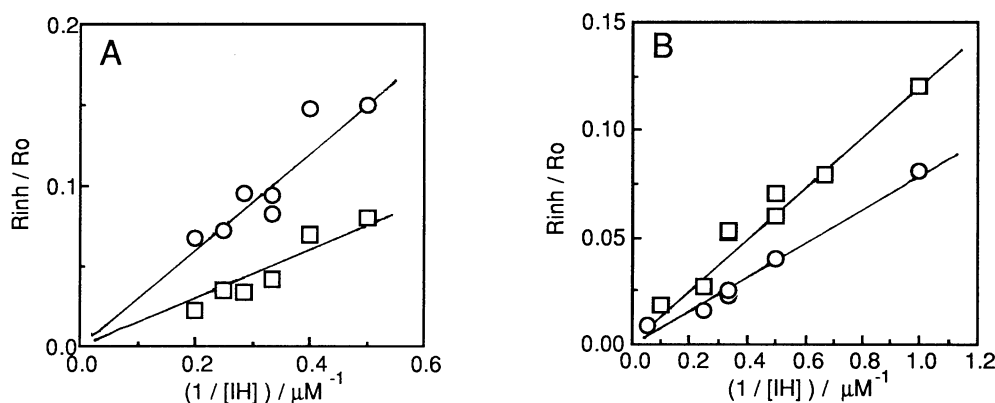 A
Rinh / Ro
0.2
0.1
0.0
0.0 0.2 0.4 0.6
(1 / [IH] ) / μM⁻¹
B
Rinh / Ro
0.15
0.10
0.05
0.00
0.0 0.2 0.4 0.6 0.8 1.0 1.2
(1 / [IH] ) / μM⁻¹